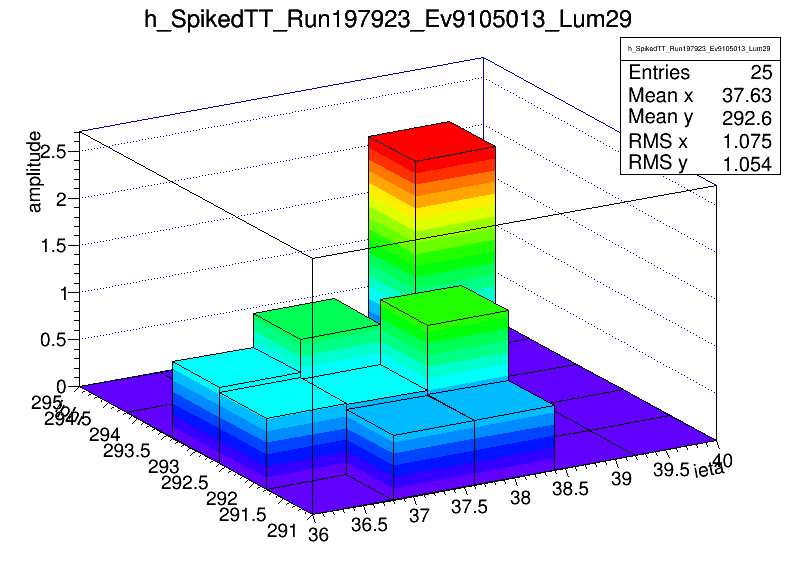 h_SpikedTT_Run197923_Ev9105013_Lum29
h_SpikedTT_Run197923_Ev9105013_Lum29
Entries 25
Mean x 37.63
Mean y 292.6
RMS x 1.075
RMS y 1.054
amplitude
2.5
2
1.5
1
0.5
0
295
294.5
294
293.5
293
292.5
292
291.5
291
36
36.5
37
37.5
38
38.5
39
39.5
40
ieta